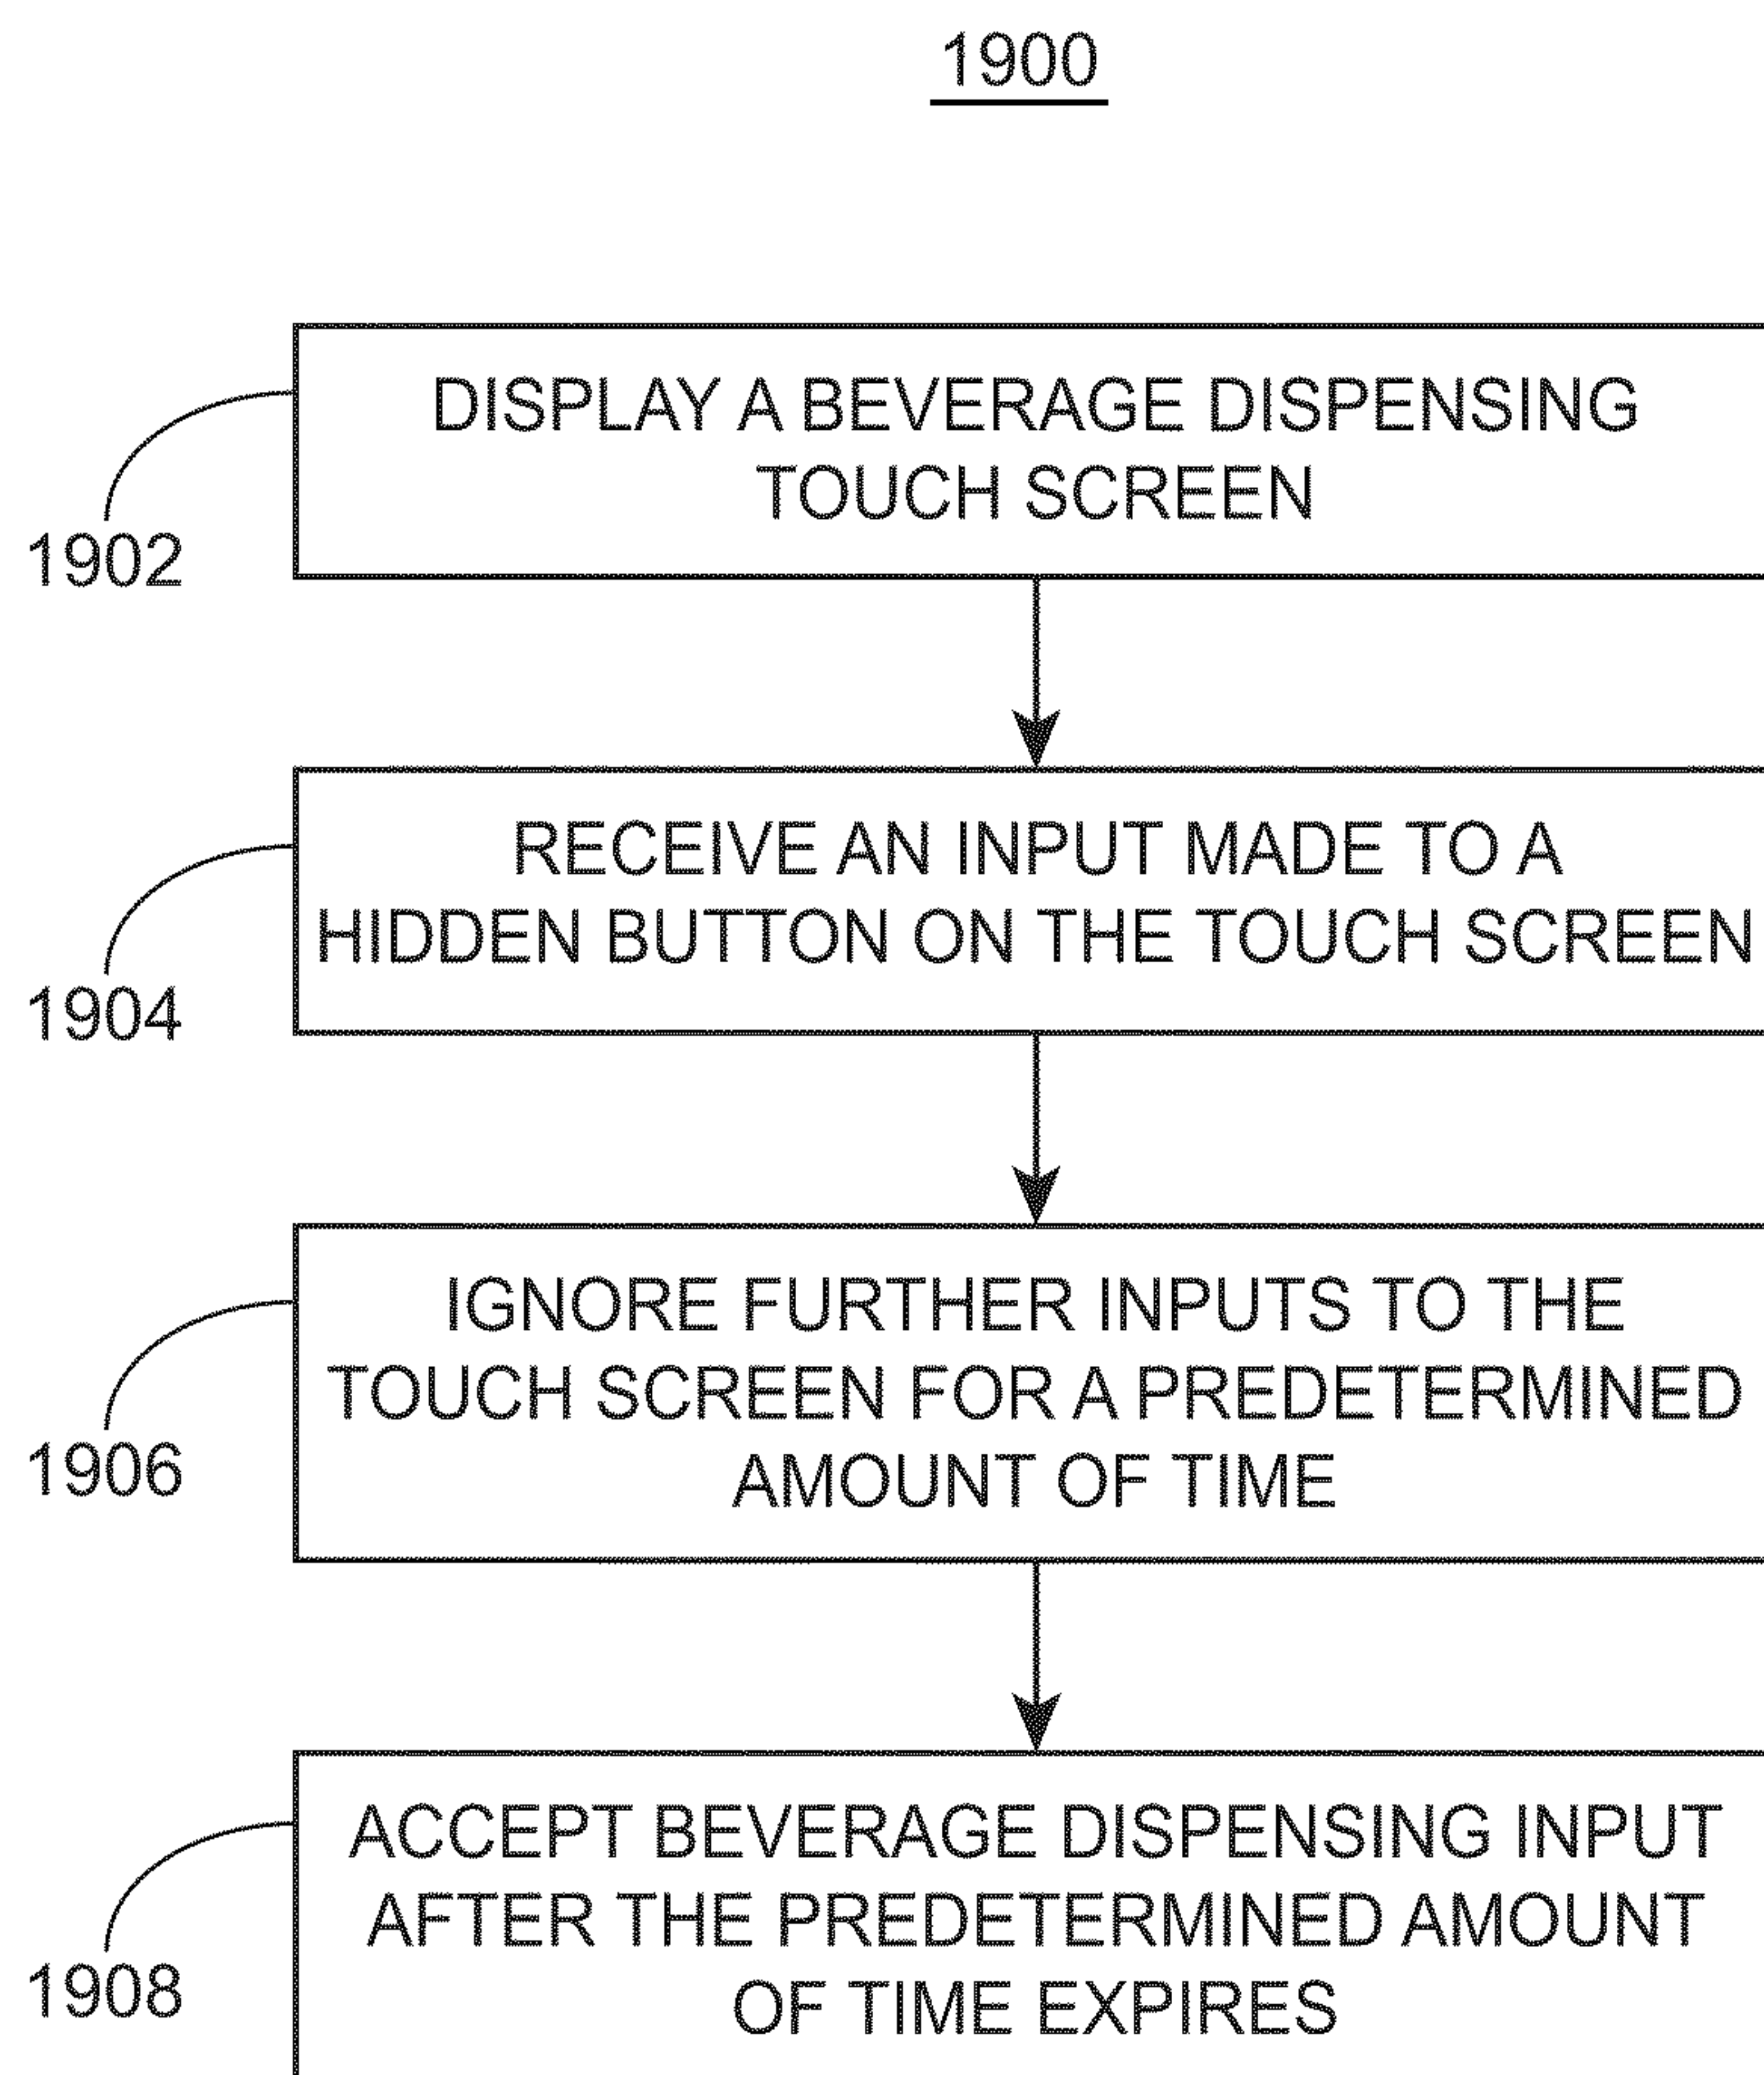 1900
DISPLAY A BEVERAGE DISPENSING
TOUCH SCREEN
1902
RECEIVE AN INPUT MADE TO A
HIDDEN BUTTON ON THE TOUCH SCREEN
1904
IGNORE FURTHER INPUTS TO THE
TOUCH SCREEN FOR A PREDETERMINED
AMOUNT OF TIME
1906
ACCEPT BEVERAGE DISPENSING INPUT
AFTER THE PREDETERMINED AMOUNT
OF TIME EXPIRES
1908